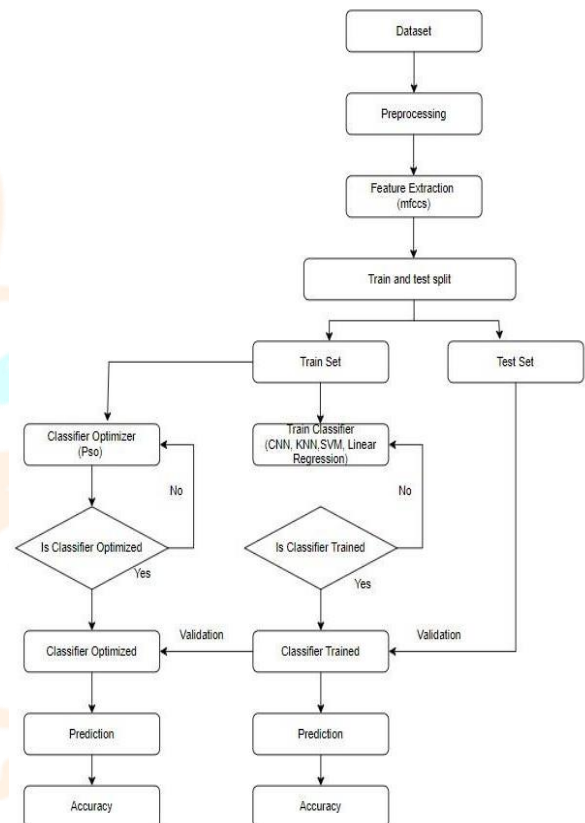 Dataset
Preprocessing
Feature Extraction
(mfccs)
Train and test split
Train Set
Test Set
Classifier Optimizer
(Pso)
Train Classifier
(CNN, KNN,SVM, Linear
Regression)
No
No
Is Classifier Optimized
Is Classifier Trained
Yes
Yes
Validation
Validation
Classifier Optimized
Classifier Trained
Prediction
Prediction
Accuracy
Accuracy